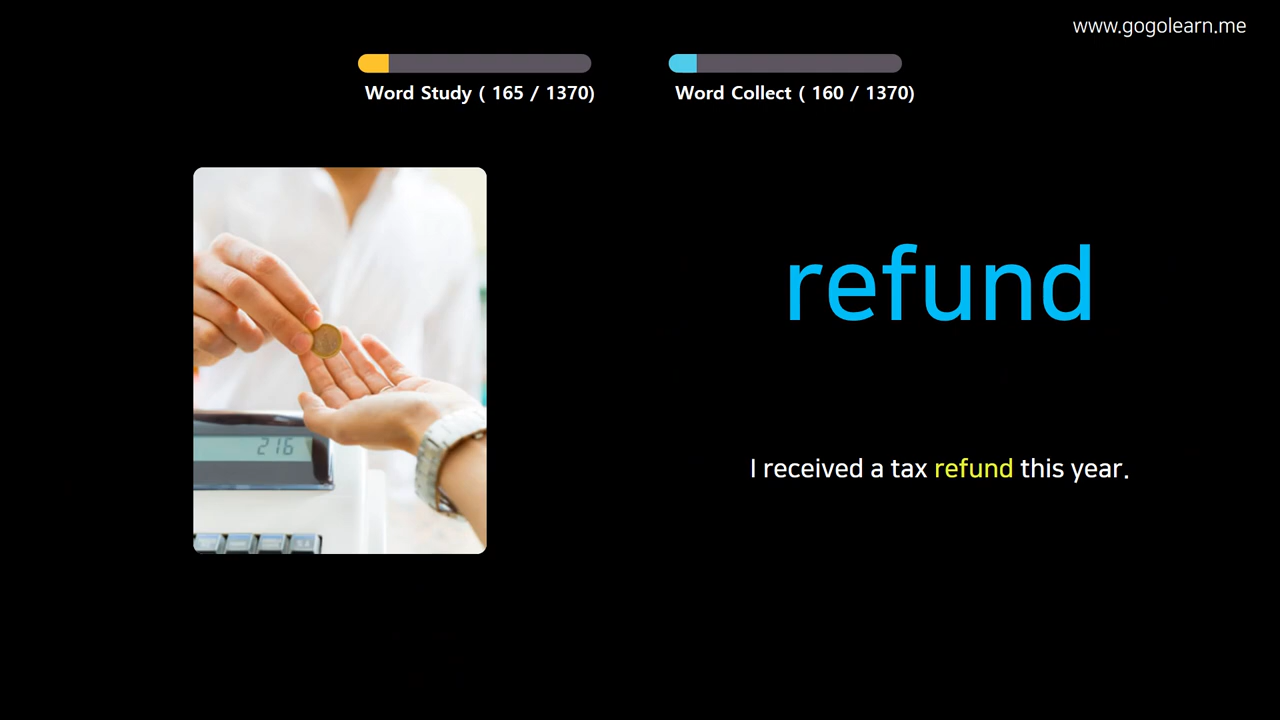 www.gogolearn.me
Word Study ( 165 / 1370)
Word Collect ( 160 / 1370)
refund
216
I received a tax refund this year.